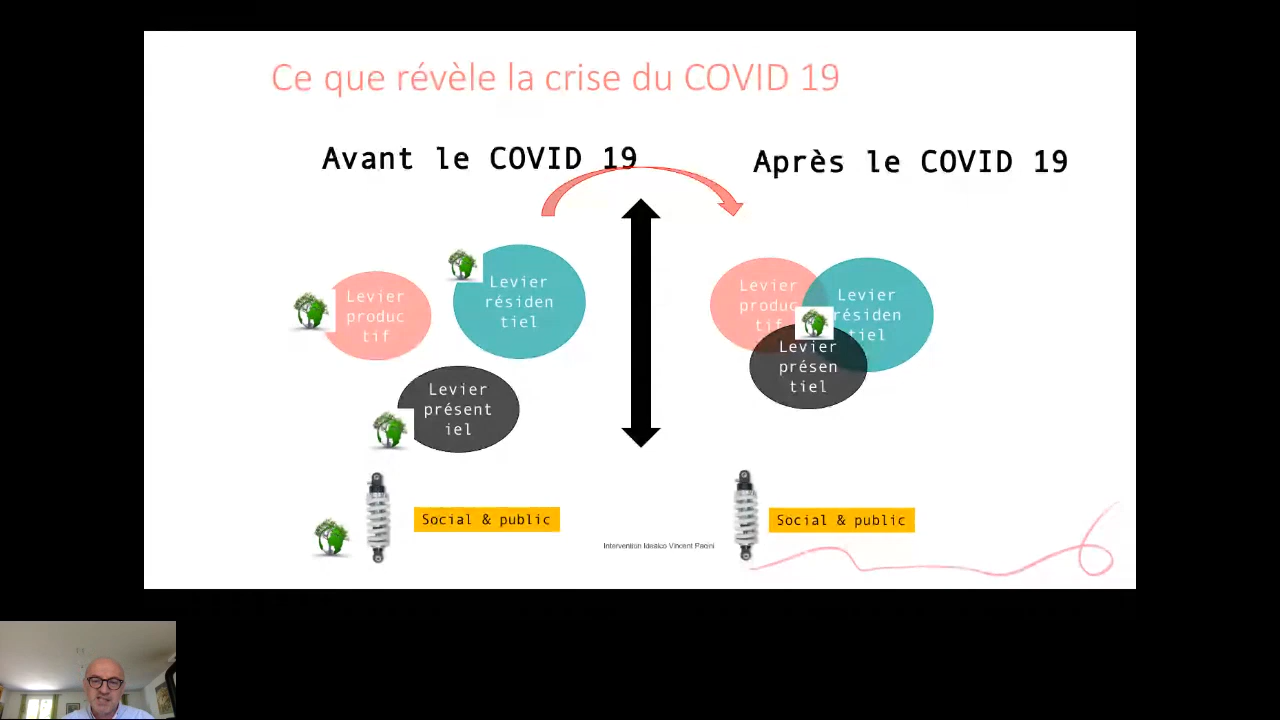 Ce que révèle la crise du COVID 19
Avant le COVID 19
Après le COVID 19
Levier
produc
tif
Levier
résiden
tiel
Levier
présent
iel
Levier
produc
tif
Levier
résiden
tiel
Levier
présen
tiel
Social & public
Social & public
Intervention Idealco Vincent Pacini